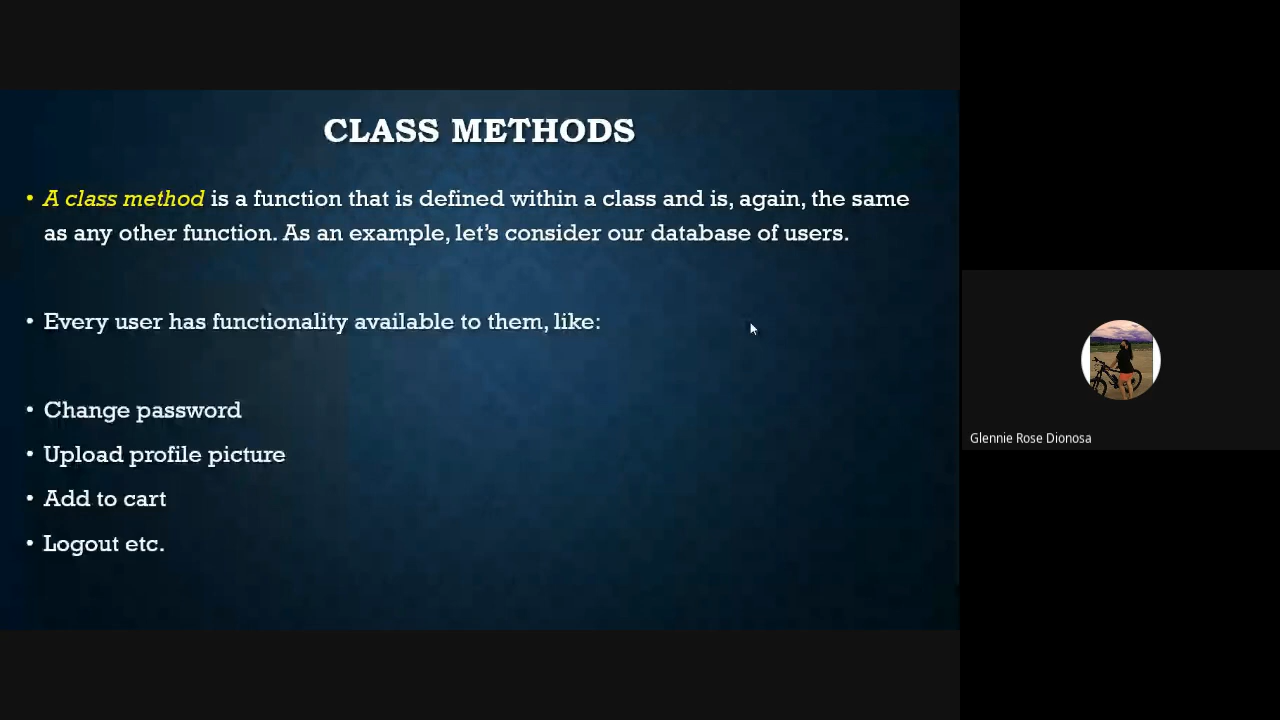 CLASS METHODS
• A class method is a function that is defined within a class and is, again, the same
as any other function. As an example, let’s consider our database of users.
• Every user has functionality available to them, like:
• Change password
• Upload profile picture
• Add to cart
• Logout etc.
Glennie Rose Dionosa